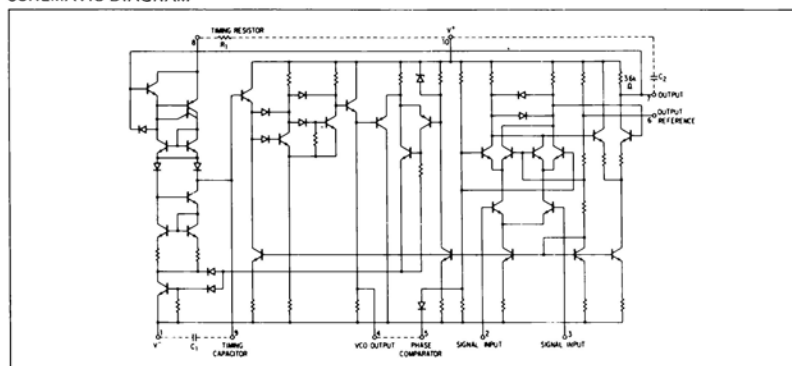 SCHEMATIC DIAGRAM
TIMING RESISTOR
8
R1
V+
10
3.6k
Ω
C2
7
OUTPUT
6
OUTPUT
REFERENCE
1
V-
C1
9
TIMING
CAPACITOR
4
VCO OUTPUT
5
PHASE
COMPARATOR
2
SIGNAL INPUT
3
SIGNAL INPUT